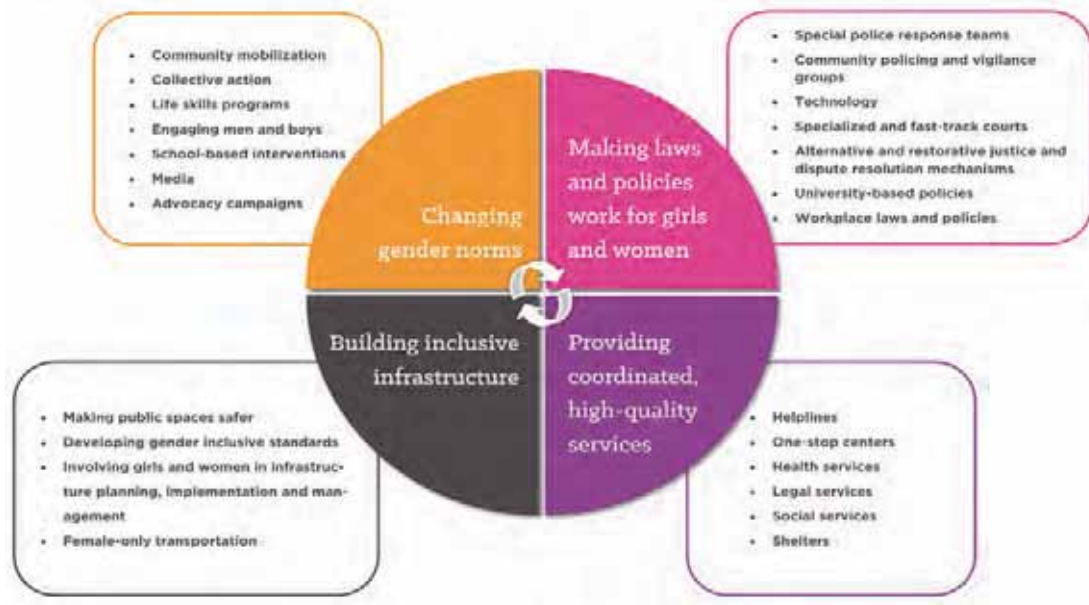 • Community mobilization
• Collective action
• Life skills programs
• Engaging men and boys
• School-based interventions
• Media
• Advocacy campaigns
• Special police response teams
• Community policing and vigilance
groups
• Technology
• Specialized and fast-track courts
• Alternative and restorative justice and
dispute resolution mechanisms
• University-based policies
• Workplace laws and policies
Changing
gender norms
Making laws
and policies
work for girls
and women
Building inclusive
infrastructure
Providing
coordinated,
high-quality
services
• Making public spaces safer
• Developing gender inclusive standards
• Involving girls and women in infrastruc-
ture planning, implementation and man-
agement
• Female-only transportation
• Helplines
• One-stop centers
• Health services
• Legal services
• Social services
• Shelters